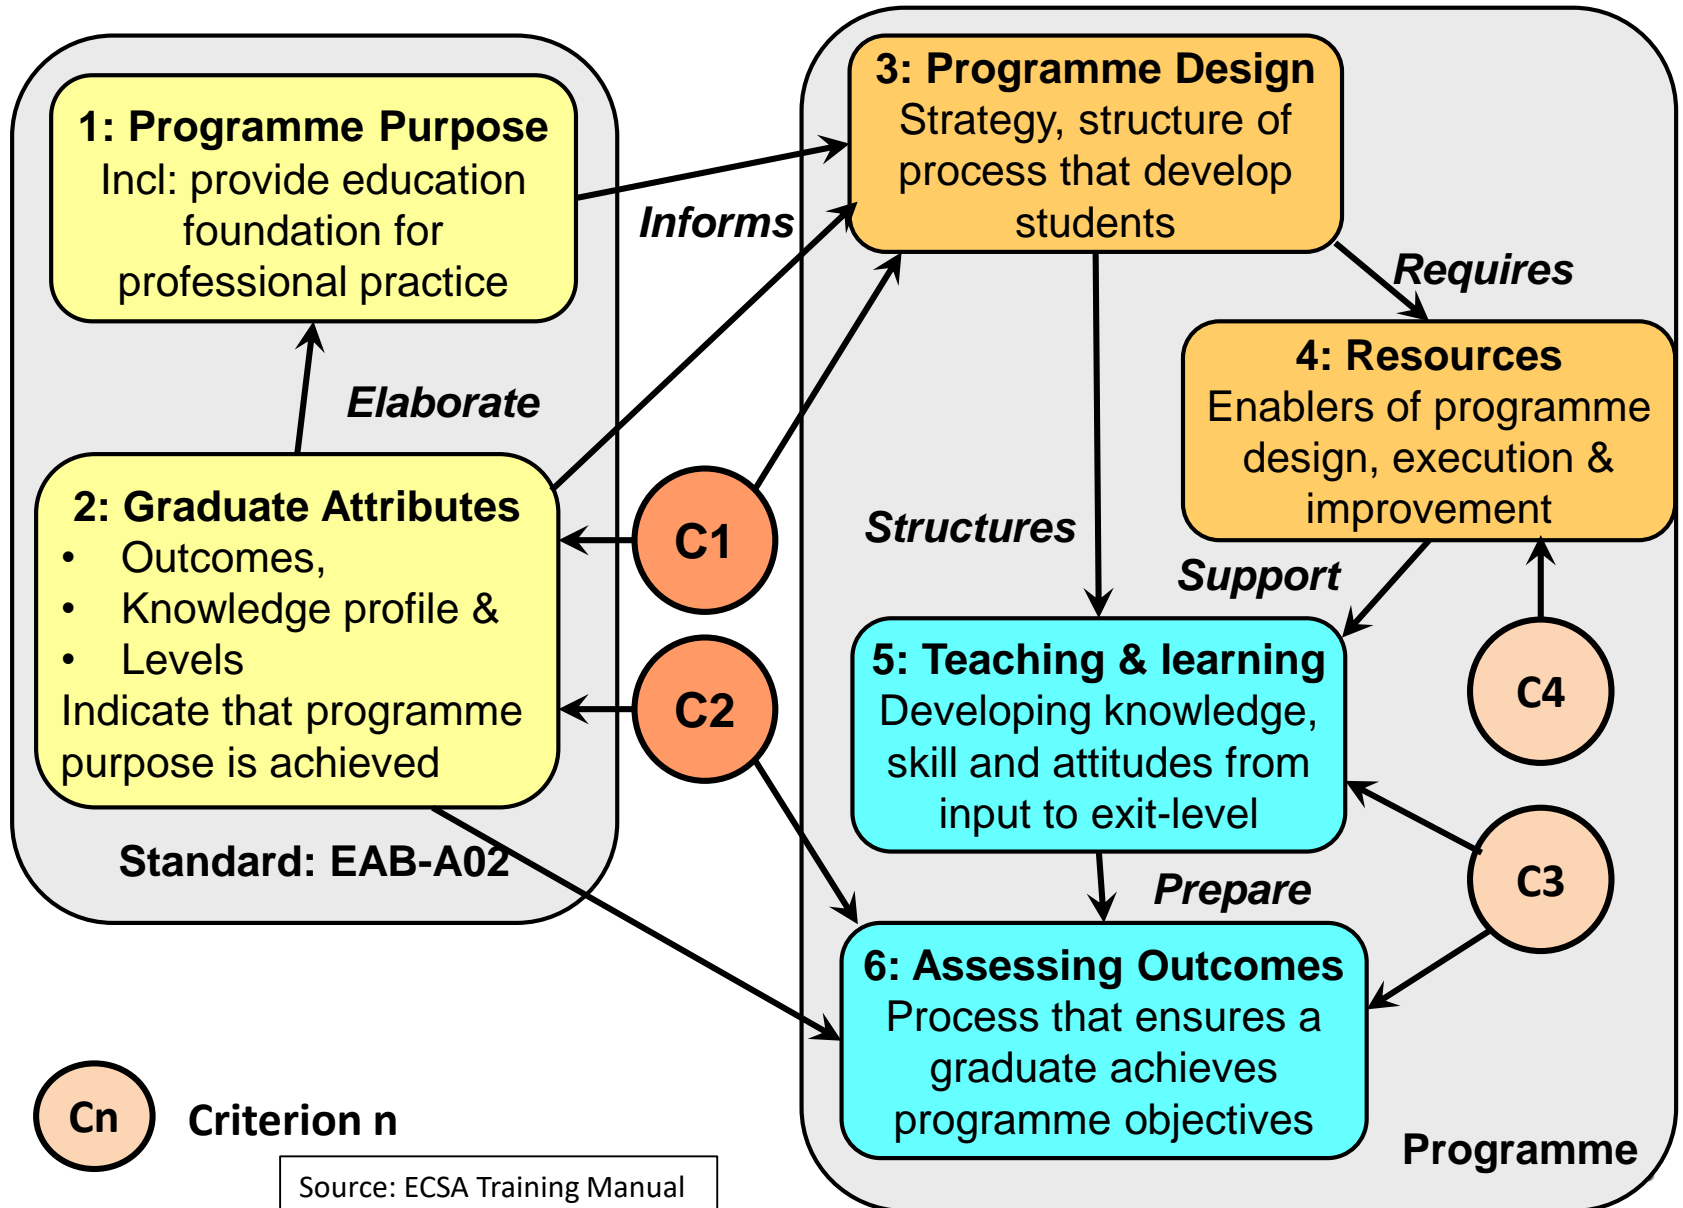 1: Programme Purpose
Incl: provide education
foundation for
professional practice
Elaborate
2: Graduate Attributes
• Outcomes,
• Knowledge profile &
• Levels
Indicate that programme
purpose is achieved
Standard: EAB-A02
Informs
C1
C2
3: Programme Design
Strategy, structure of
process that develop
students
Requires
4: Resources
Enablers of programme
design, execution &
improvement
Structures
Support
5: Teaching & learning
Developing knowledge,
skill and attitudes from
input to exit-level
C4
C3
Prepare
6: Assessing Outcomes
Process that ensures a
graduate achieves
programme objectives
Programme
Cn Criterion n
Source: ECSA Training Manual